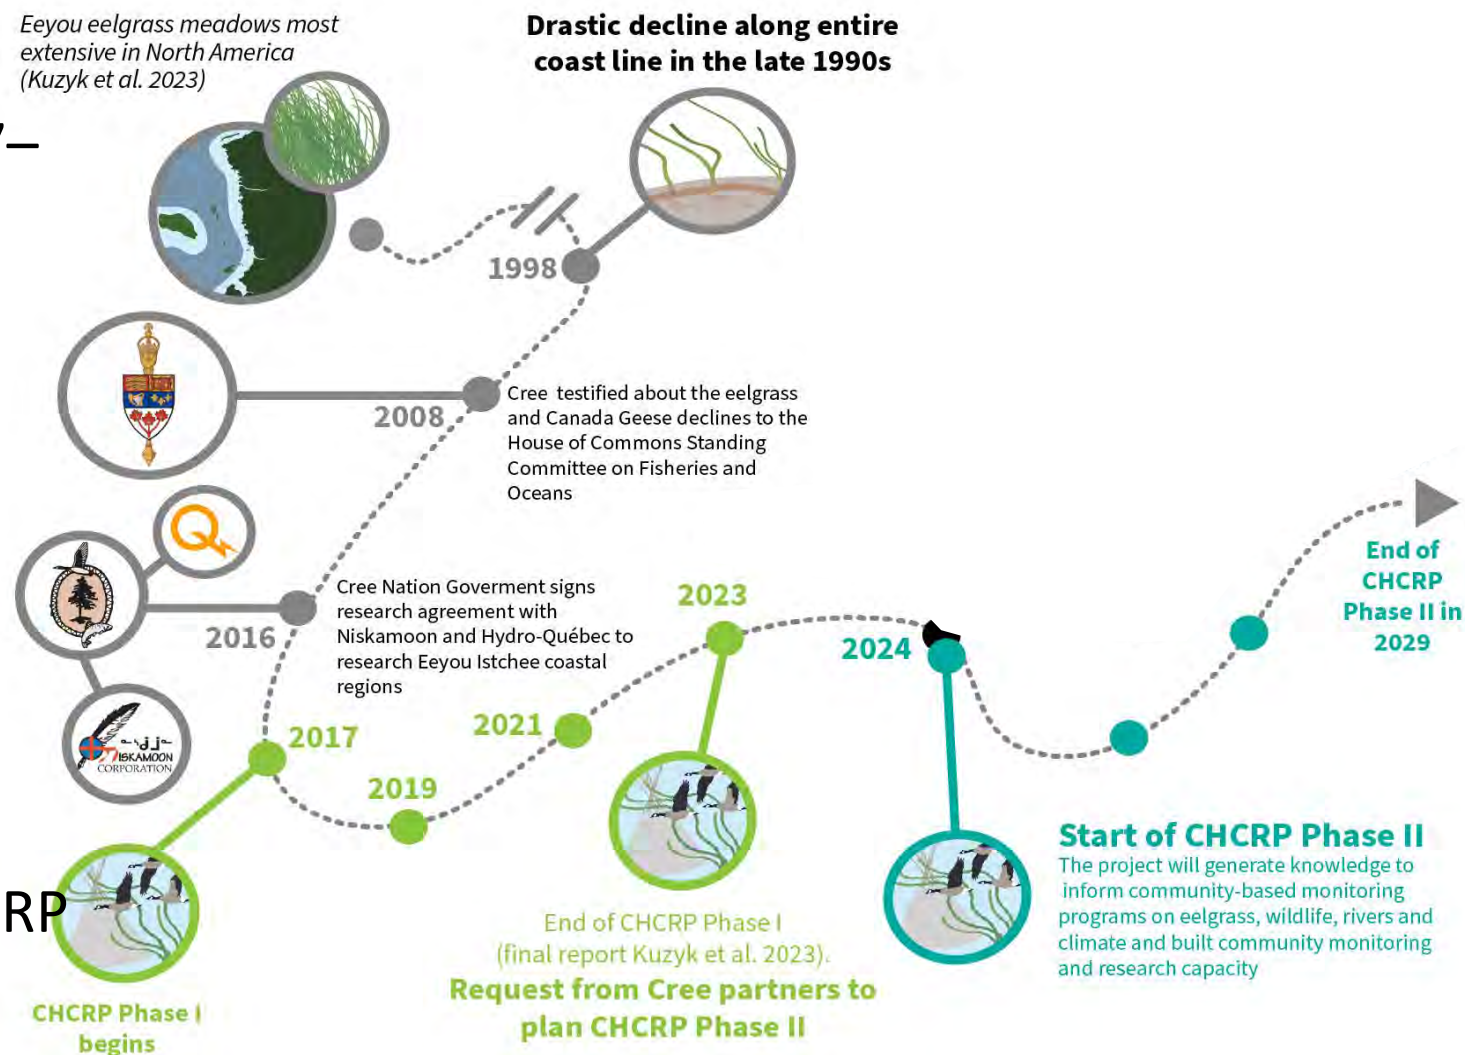 Eeyou eelgrass meadows most
extensive in North America
(Kuzyk et al. 2023)
Drastic decline along entire
coast line in the late 1990s
1998
2008
Cree testified about the eelgrass
and Canada Geese declines to the
House of Commons Standing
Committee on Fisheries and
Oceans
2016
Cree Nation Goverment signs
research agreement with
Niskamoon and Hydro-Québec to
research Eeyou Istchee coastal
regions
NISKAMOON
CORPORATION
2017
2019
2021
2023
2024
End of
CHCRP
Phase II in
2029
RP
CHCRP Phase I
begins
End of CHCRP Phase I
(final report Kuzyk et al. 2023).
Request from Cree partners to
plan CHCRP Phase II
Start of CHCRP Phase II
The project will generate knowledge to
inform community-based monitoring
programs on eelgrass, wildlife, rivers and
climate and built community monitoring
and research capacity